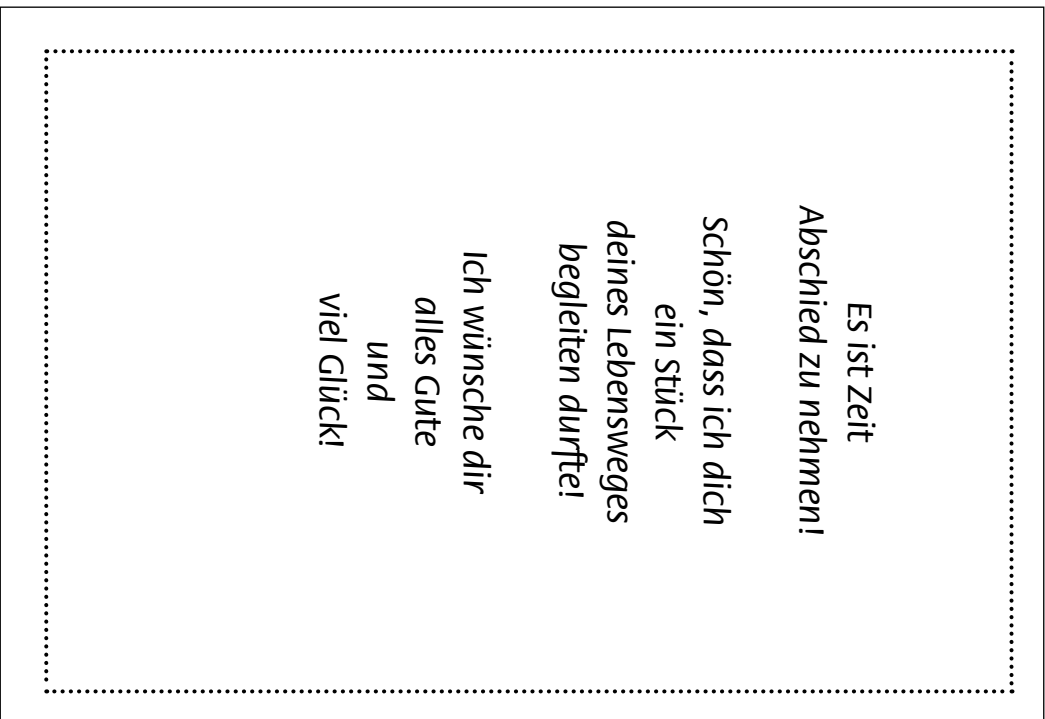 Es ist Zeit
Abschied zu nehmen!
Schön, dass ich dich
ein Stück
deines Lebensweges
begleiten durfte!
Ich wünsche dir
alles Gute
und
viel Glück!